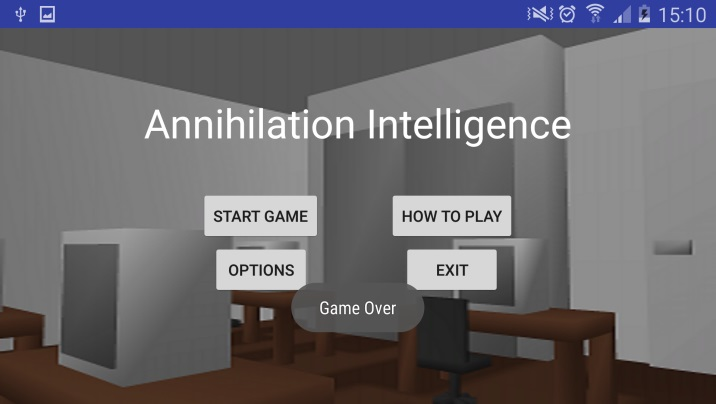 15:10
Annihilation Intelligence
START GAME
HOW TO PLAY
OPTIONS
EXIT
Game Over